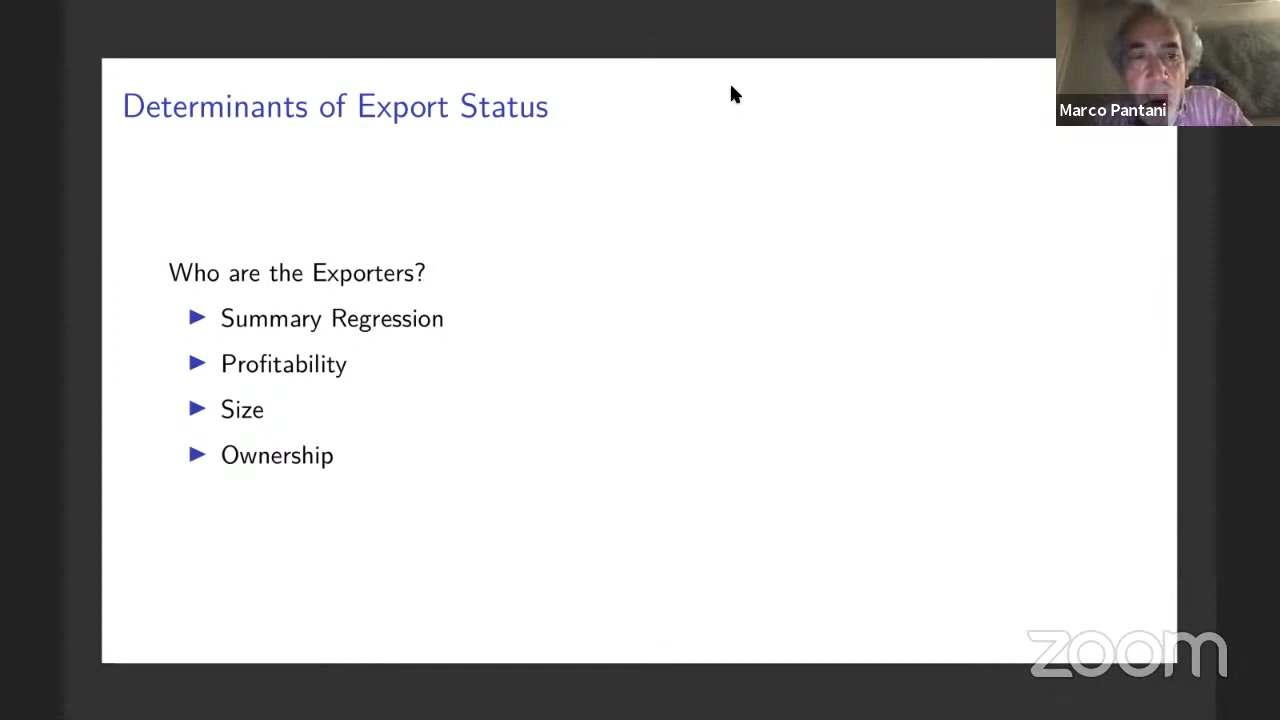 Determinants of Export Status
Marco Pantani
Who are the Exporters?
Summary Regression
Profitability
Size
Ownership
zoom